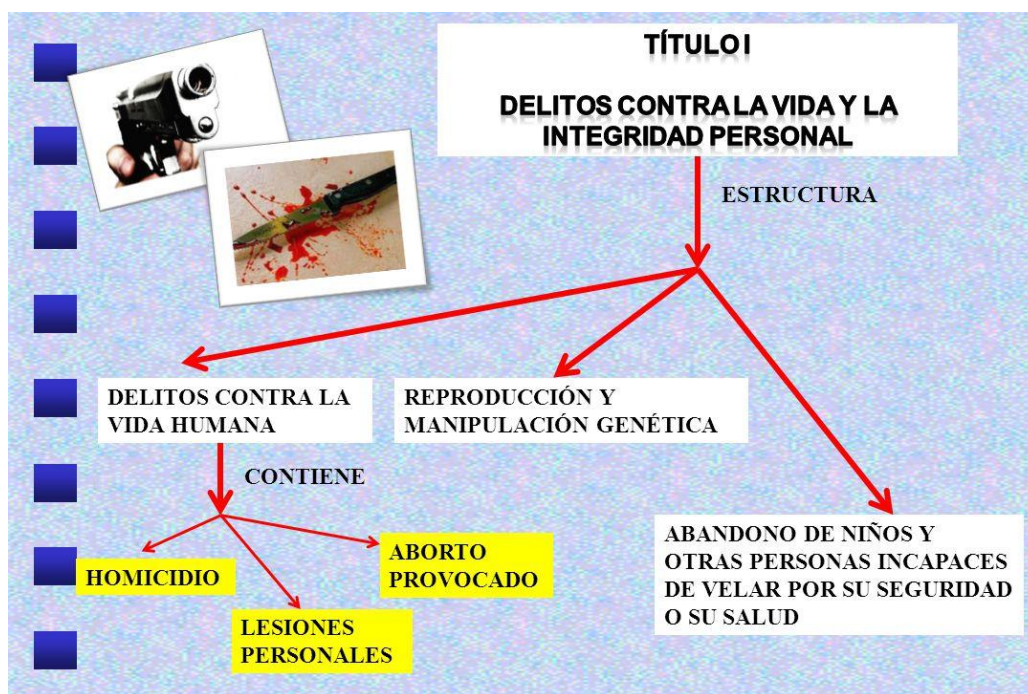 TÍTULO I
DELITOS CONTRA LA VIDA Y LA
INTEGRIDAD PERSONAL
ESTRUCTURA
DELITOS CONTRA LA
VIDA HUMANA
REPRODUCCIÓN Y
MANIPULACIÓN GENÉTICA
CONTIENE
ABANDONO DE NIÑOS Y
OTRAS PERSONAS INCAPACES
DE VELAR POR SU SEGURIDAD
O SU SALUD
HOMICIDIO
ABORTO
PROVOCADO
LESIONES
PERSONALES